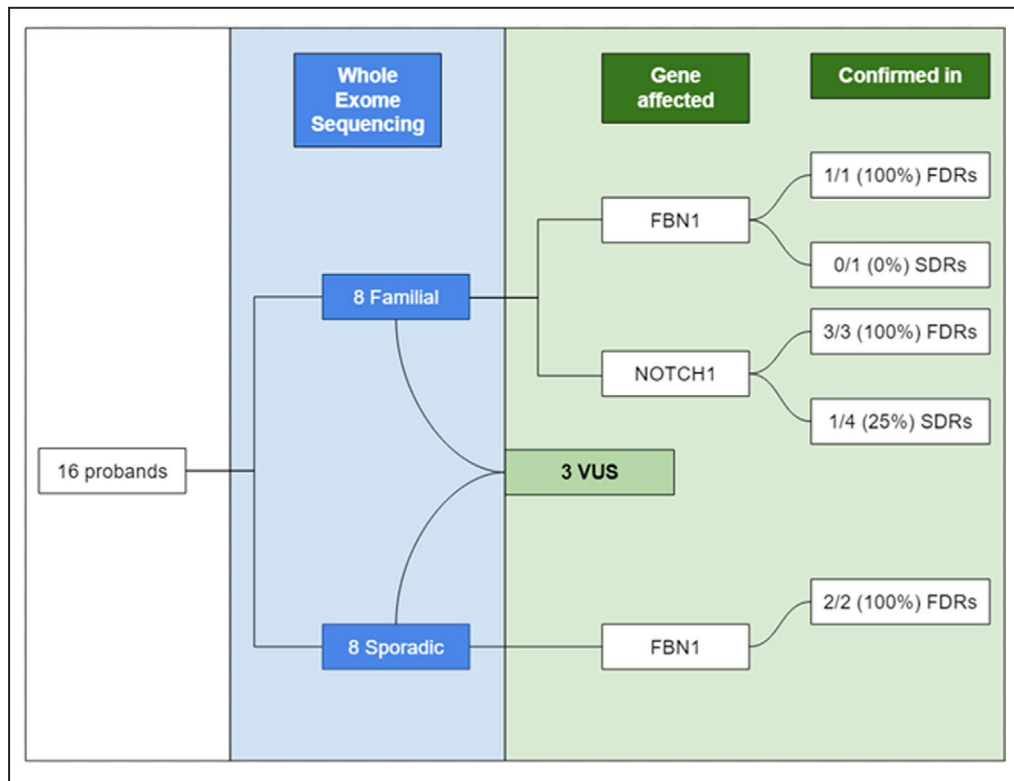 Whole
Exome
Sequencing
Gene
affected
Confirmed in
1/1 (100%) FDRs
FBN1
0/1 (0%) SDRs
8 Familial
3/3 (100%) FDRs
NOTCH1
1/4 (25%) SDRs
16 probands
3 VUS
2/2 (100%) FDRs
8 Sporadic
FBN1